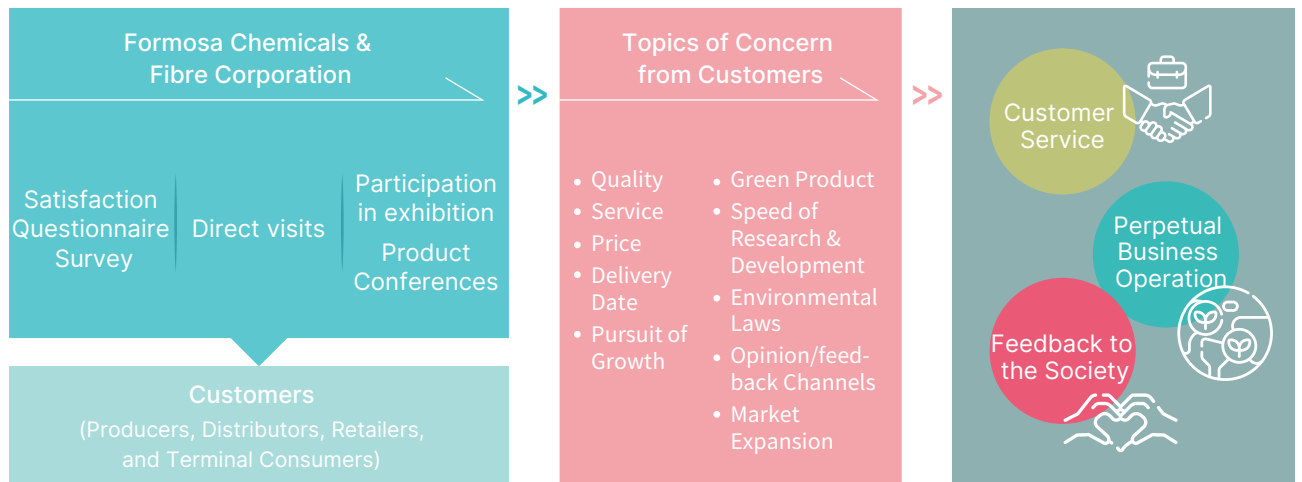 Formosa Chemicals &
Fibre Corporation
Satisfaction
Questionnaire
Survey
Direct visits
Participation
in exhibition
Product
Conferences
Customers
(Producers, Distributors, Retailers,
and Terminal Consumers)
>>
Topics of Concern
from Customers
• Quality
• Service
• Price
• Delivery
Date
• Pursuit of
Growth
• Green Product
• Speed of
Research &
Development
• Environmental
Laws
• Opinion/feed-
back Channels
• Market
Expansion
>>
Customer
Service
Perpetual
Business
Operation
Feedback to
the Society